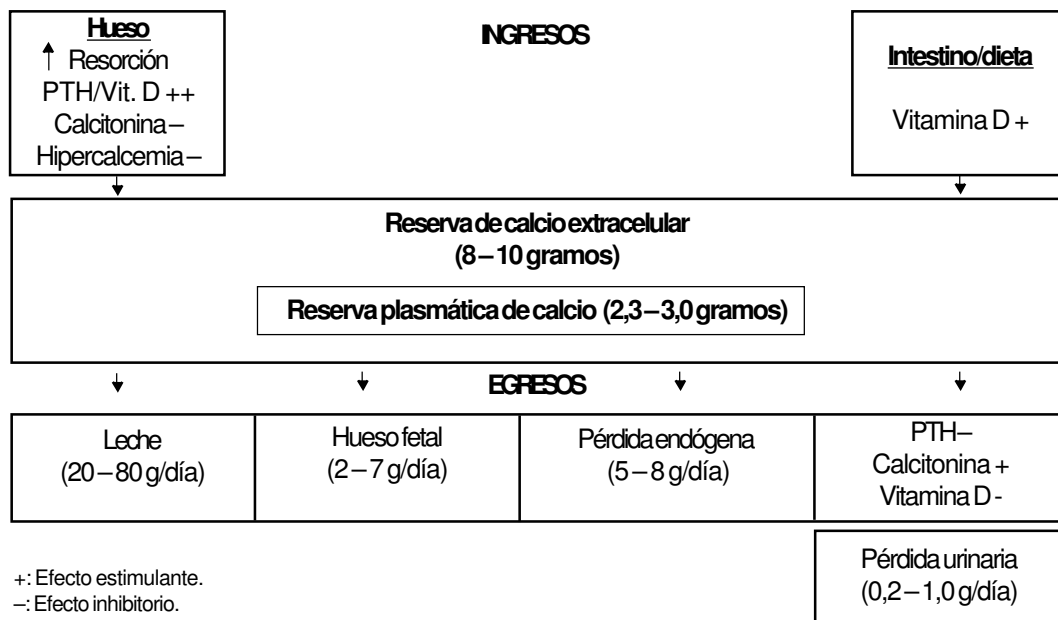 Hueso
↑ Resorción
PTH/Vit. D ++
Calcitonina –
Hipercalcemia –
INGRESOS
Intestino/dieta
Vitamina D +
Reserva de calcio extracelular
(8 – 10 gramos)
Reserva plasmática de calcio (2,3 – 3,0 gramos)
EGRESOS
Leche
(20 – 80 g/día)
Hueso fetal
(2 – 7 g/día)
Pérdida endógena
(5 – 8 g/día)
PTH –
Calcitonina +
Vitamina D -
Pérdida urinaria
(0,2 – 1,0 g/día)
+: Efecto estimulante.
–: Efecto inhibitorio.